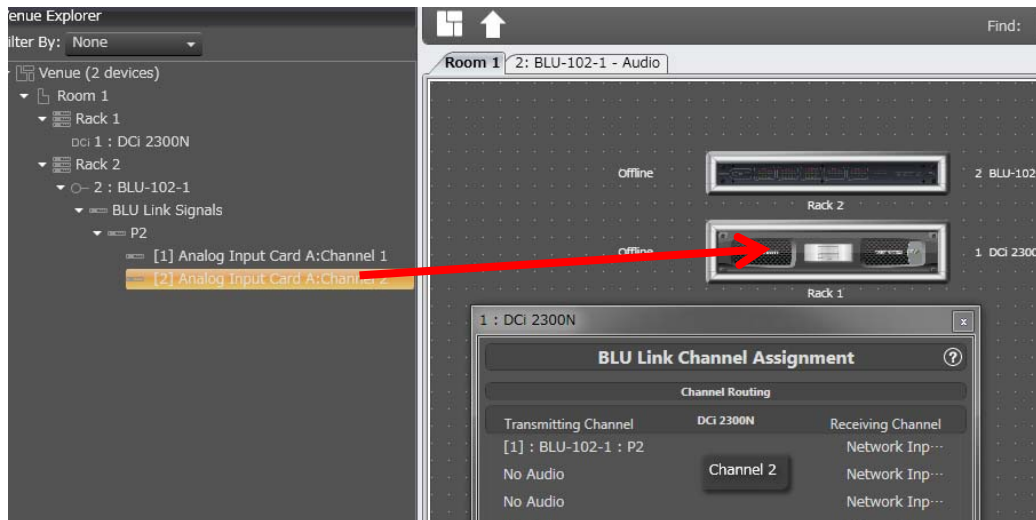 enue Explorer
ilter By: None
Venue (2 devices)
Room 1
Rack 1
DCi 1 : DCi 2300N
Rack 2
2 : BLU-102-1
BLU Link Signals
P2
[1] Analog Input Card A:Channel 1
[2] Analog Input Card A:Channel 2
Find:
Room 1
2: BLU-102-1 - Audio
Offline
2 BLU-102
Rack 2
Offline
1 DCi 2300
Rack 1
1 : DCi 2300N
x
BLU Link Channel Assignment
?
Channel Routing
Transmitting Channel DCi 2300N Receiving Channel
[1] : BLU-102-1 : P2 Network Inp···
No Audio Channel 2 Network Inp···
No Audio Network Inp···